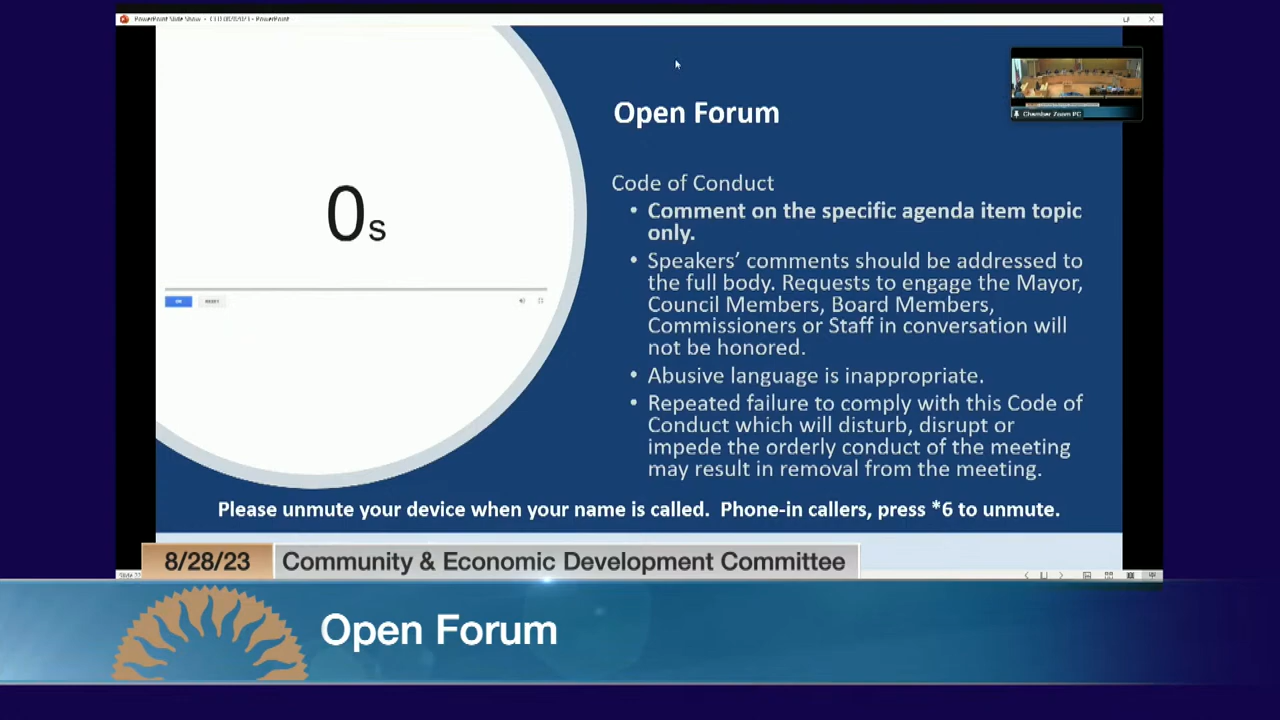 Open Forum
Chamber Zoom PC
0s
Code of Conduct
• Comment on the specific agenda item topic
only.
• Speakers’ comments should be addressed to
the full body. Requests to engage the Mayor,
Council Members, Board Members,
Commissioners or Staff in conversation will
not be honored.
• Abusive language is inappropriate.
• Repeated failure to comply with this Code of
Conduct which will disturb, disrupt or
impede the orderly conduct of the meeting
may result in removal from the meeting.
RESET
Please unmute your device when your name is called. Phone-in callers, press *6 to unmute.
8/28/23
Community & Economic Development Committee
Open Forum